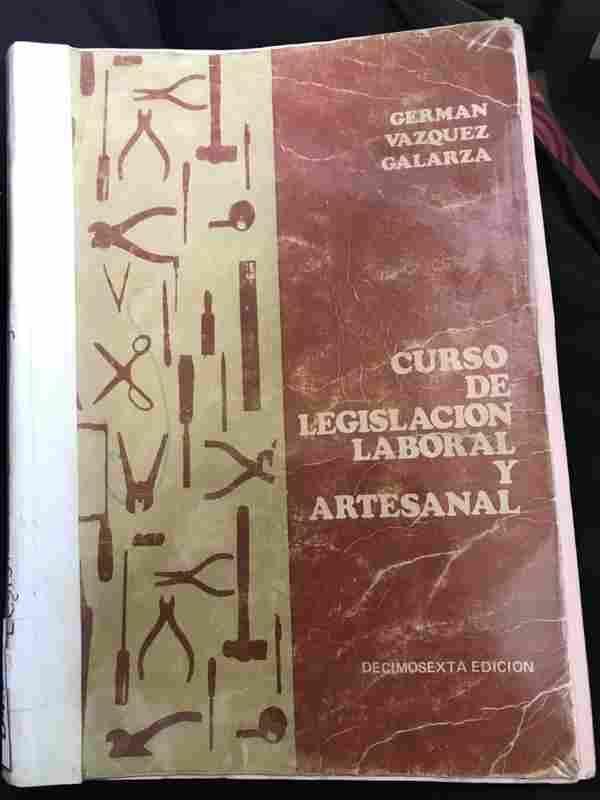 GERMAN
VAZQUEZ
GALARZA
CURSO
DE
LEGISLACION
LABORAL
Y
ARTESANAL
DECIMOSEXTA EDICION